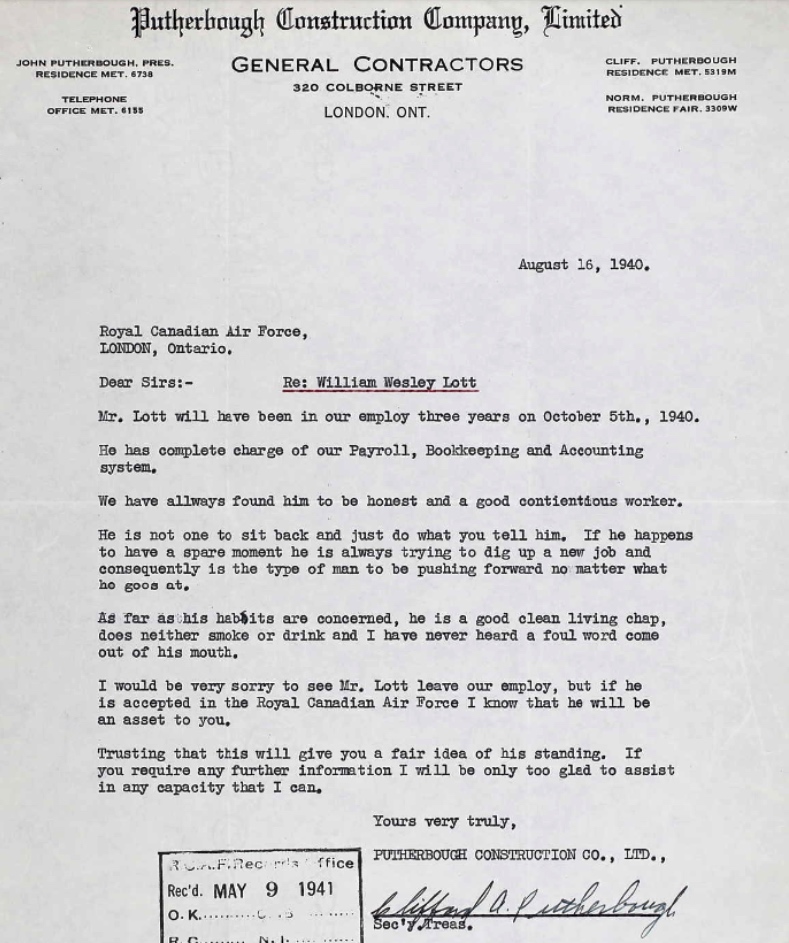 Putherbough Construction Company, Limited
JOHN PUTHERBOUGH, PRES.
RESIDENCE MET. 6738
TELEPHONE
OFFICE MET. 6155
GENERAL CONTRACTORS
320 COLBORNE STREET
LONDON. ONT.
CLIFF. PUTHERBOUGH
RESIDENCE MET. 5319M
NORM. PUTHERBOUGH
RESIDENCE FAIR. 3309W
August 16, 1940.
Royal Canadian Air Force,
LONDON, Ontario.
Dear Sirs:- Re: William Wesley Lott
Mr. Lott will have been in our employ three years on October 5th., 1940.
He has complete charge of our Payroll, Bookkeeping and Accounting
system.
We have allways found him to be honest and a good contientious worker.
He is not one to sit back and just do what you tell him. If he happens
to have a spare moment he is always trying to dig up a new job and
consequently is the type of man to be pushing forward no matter what
he goes at.
As far as his habits are concerned, he is a good clean living chap,
does neither smoke or drink and I have never heard a foul word come
out of his mouth.
I would be very sorry to see Mr. Lott leave our employ, but if he
is accepted in the Royal Canadian Air Force I know that he will be
an asset to you.
Trusting that this will give you a fair idea of his standing. If
you require any further information I will be only too glad to assist
in any capacity that I can.
Yours very truly,
PUTHERBOUGH CONSTRUCTION CO., LTD.,
Clifford A. Putherbough
Sec'y.Treas.
R.C.A.F. Records Office
Rec'd. MAY 9 1941
O.K.
R.C. N.I.